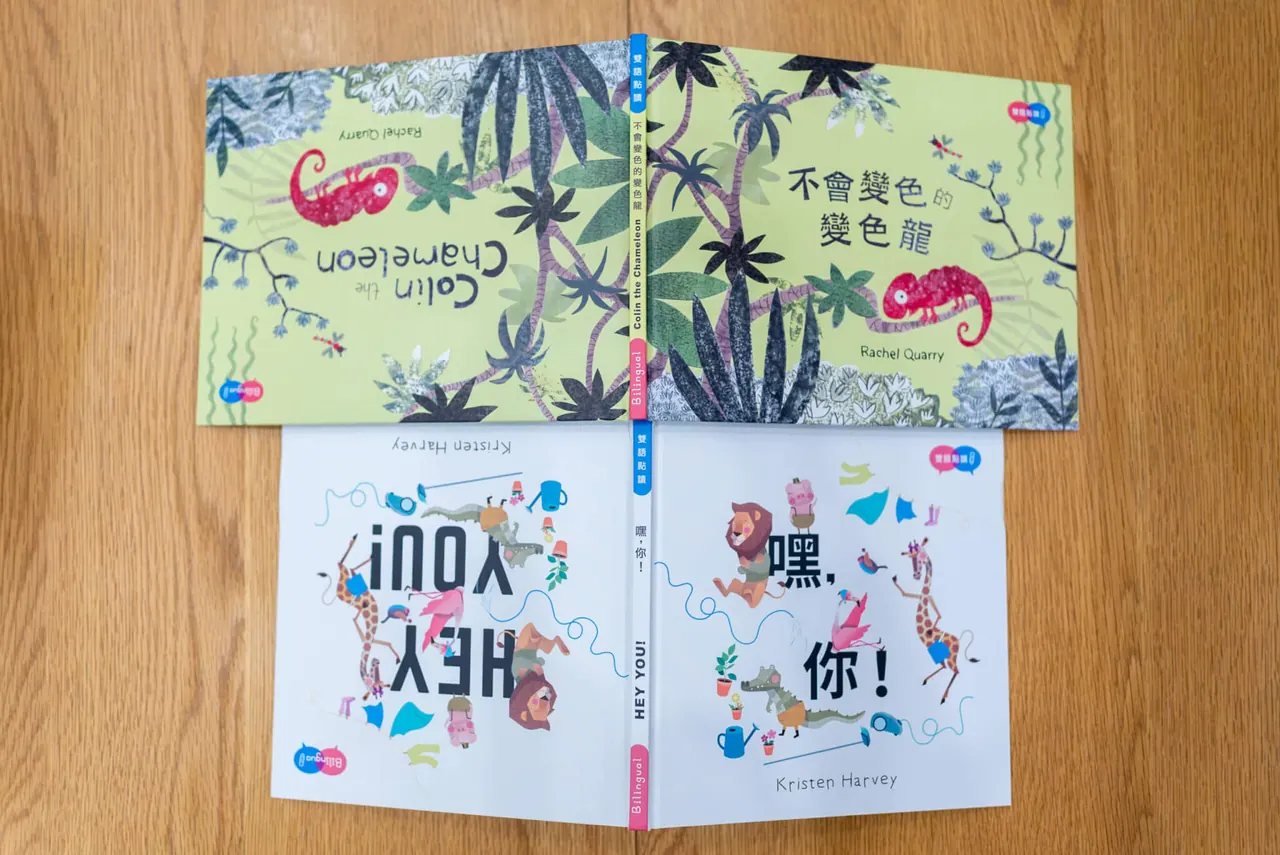 Rachel Quarry
Colin the
Chameleon
Bilingual
雙語點讀
不會變色的變色龍
Colin the Chameleon
Bilingual
雙語點讀
不會變色的
變色龍
Rachel Quarry
Kristen Harvey
HEY
YOU!
Bilingual
雙語點讀
嘿，你！
HEY YOU!
Bilingual
雙語點讀
嘿,
你!
Kristen Harvey